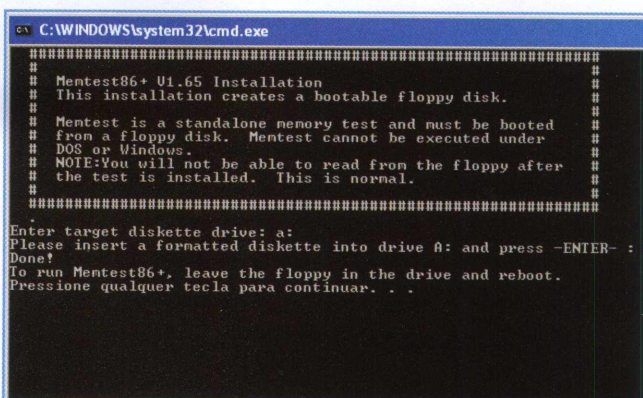 C:\WINDOWS\system32\cmd.exe
##############################################################
# #
# Memtest86+ V1.65 Installation #
# This installation creates a bootable floppy disk. #
# #
# Memtest is a standalone memory test and must be booted #
# from a floppy disk. Memtest cannot be executed under #
# DOS or Windows. #
# NOTE:You will not be able to read from the floppy after #
# the test is installed. This is normal. #
# #
##############################################################
.
Enter target diskette drive: a:
Please insert a formatted diskette into drive A: and press -ENTER- :
Done!
To run Memtest86+, leave the floppy in the drive and reboot.
Pressione qualquer tecla para continuar. . .